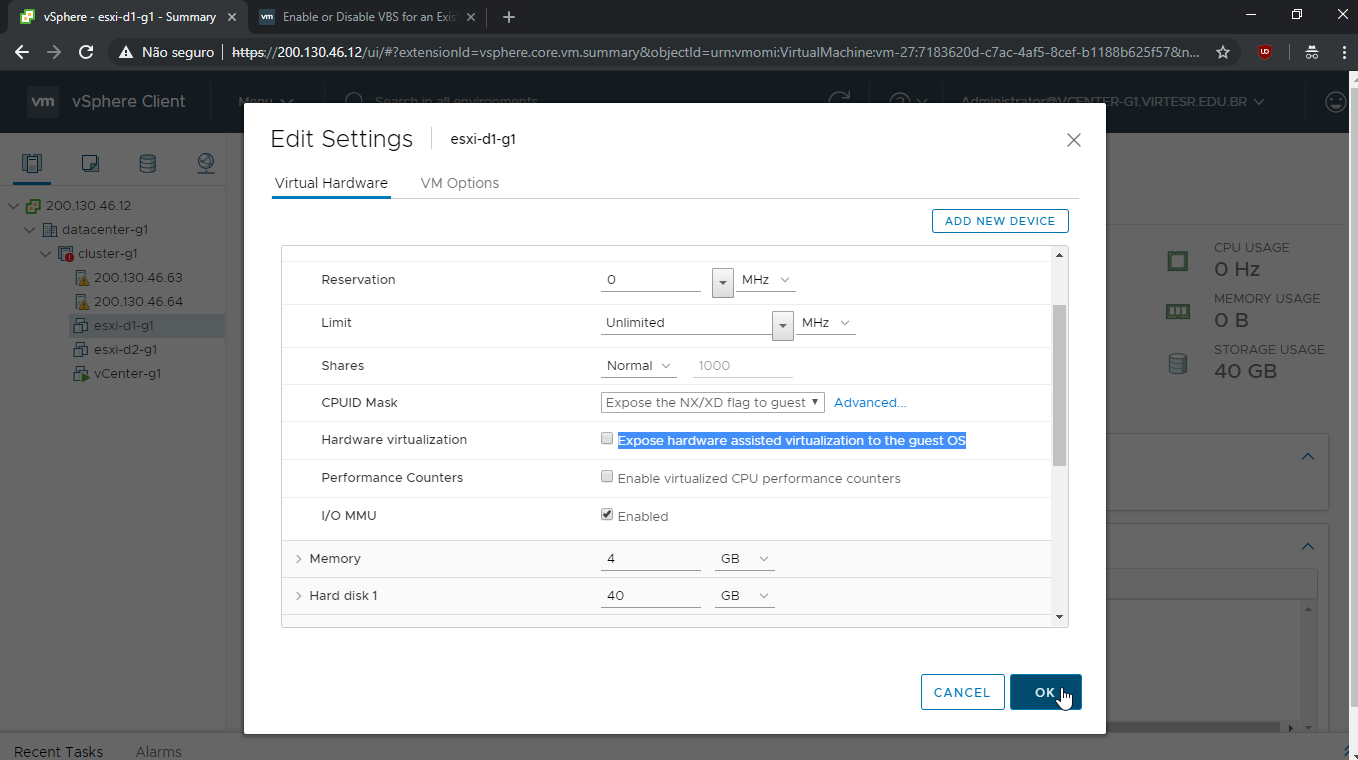 vSphere - esxi-d1-g1 - Summary
vm Enable or Disable VBS for an Exis
Não seguro https://200.130.46.12/ui/#?extensionId=vsphere.core.vm.summary&objectId=urn:vmomi:VirtualMachine:vm-27:7183620d-c7ac-4af5-8cef-b1188b625f57&n...
vm vSphere Client Menu Search in all environments Administrator@VCENTER-G1.VIRTESR.EDU.BR
Edit Settings esxi-d1-g1
Virtual Hardware VM Options
ADD NEW DEVICE
200.130.46.12
datacenter-g1
cluster-g1
200.130.46.63
200.130.46.64
esxi-d1-g1
esxi-d2-g1
vCenter-g1
Reservation 0 MHz
Limit Unlimited MHz
Shares Normal 1000
CPUID Mask Expose the NX/XD flag to guest Advanced...
Hardware virtualization Expose hardware assisted virtualization to the guest OS
Performance Counters Enable virtualized CPU performance counters
I/O MMU Enabled
Memory 4 GB
Hard disk 1 40 GB
CANCEL OK
CPU USAGE
0 Hz
MEMORY USAGE
0 B
STORAGE USAGE
40 GB
Recent Tasks Alarms